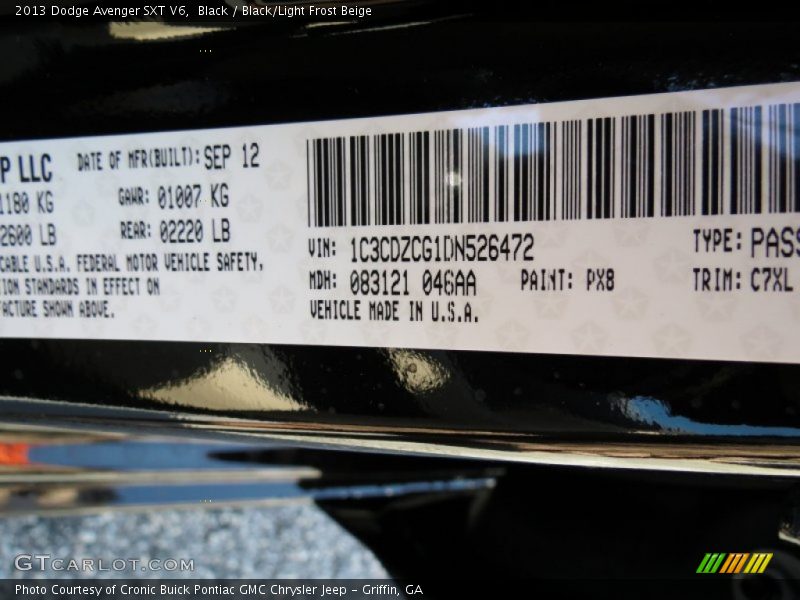 2013 Dodge Avenger SXT V6, Black / Black/Light Frost Beige
P LLC DATE OF MFR(BUILT): SEP 12
1180 KG GAWR: 01007 KG
2600 LB REAR: 02220 LB
CABLE U.S.A. FEDERAL MOTOR VEHICLE SAFETY,
ION STANDARDS IN EFFECT ON
FACTURE SHOWN ABOVE.
VIN: 1C3CDZCG1DN526472 TYPE: PASS
MDH: 083121 046AA PAINT: PX8 TRIM: C7XL
VEHICLE MADE IN U.S.A.
GTCARLOT.COM
Photo Courtesy of Cronic Buick Pontiac GMC Chrysler Jeep - Griffin, GA